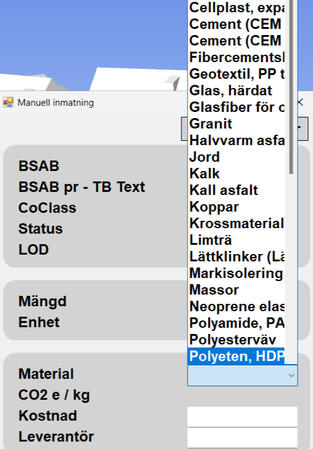 Cellplast, expa
Cement (CEM
Cement (CEM
Fibercements
Geotextil, PP t
Glas, härdat
Manuell inmatning
Glasfiber för o
Granit
Halvvarm asfa
Jord
BSAB
Kalk
BSAB pr - TB Text
Kall asfalt
CoClass
Koppar
Status
Krossmaterial
LOD
Limträ
Lättklinker (Lä
Markisolering
Massor
Mängd
Neoprene elas
Enhet
Polyamide, PA
Polyesterväv
Polyeten, HDP
Material
CO2 e / kg
Kostnad
Leverantör